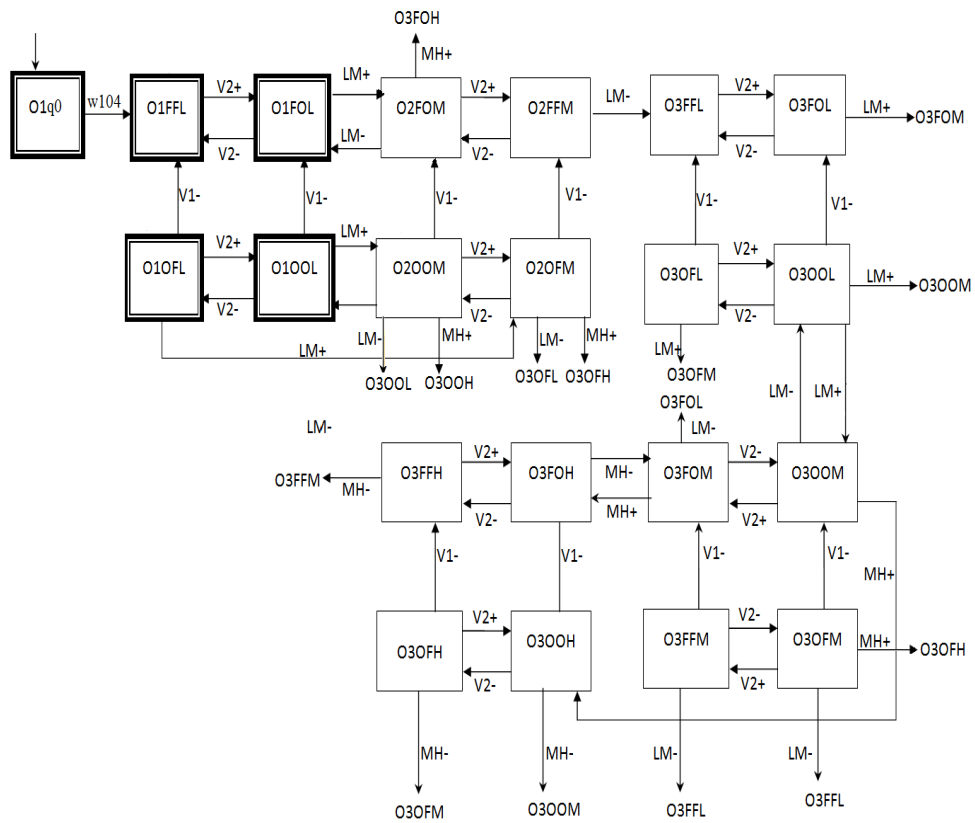 O3FOH
MH+
O1q0
w104
O1FFL
V2+
V2-
O1FOL
LM+
LM-
O2FOM
V2+
V2-
O2FFM
LM-
O3FFL
V2+
V2-
O3FOL
LM+
O3FOM
V1-
V1-
V1-
V1-
V1-
V1-
O1OFL
V2+
V2-
O1OOL
LM+
O2OOM
V2+
V2-
O2OFM
O3OFL
V2+
V2-
O3OOL
LM+
O3OOM
LM+
LM-
MH+
LM-
MH+
LM+
O3OOL
O3OOH
O3OFL
O3OFH
O3OFM
LM-
LM+
O3FOL
LM-
LM-
O3FFM
MH-
O3FFH
V2+
V2-
O3FOH
MH-
MH+
O3FOM
V2-
V2+
O3OOM
V1-
V1-
V1-
V1-
MH+
O3OFH
V2+
V2-
O3OOH
O3FFM
V2-
V2+
O3OFM
MH+
O3OFH
MH-
MH-
LM-
LM-
O3OFM
O3OOM
O3FFL
O3FFL